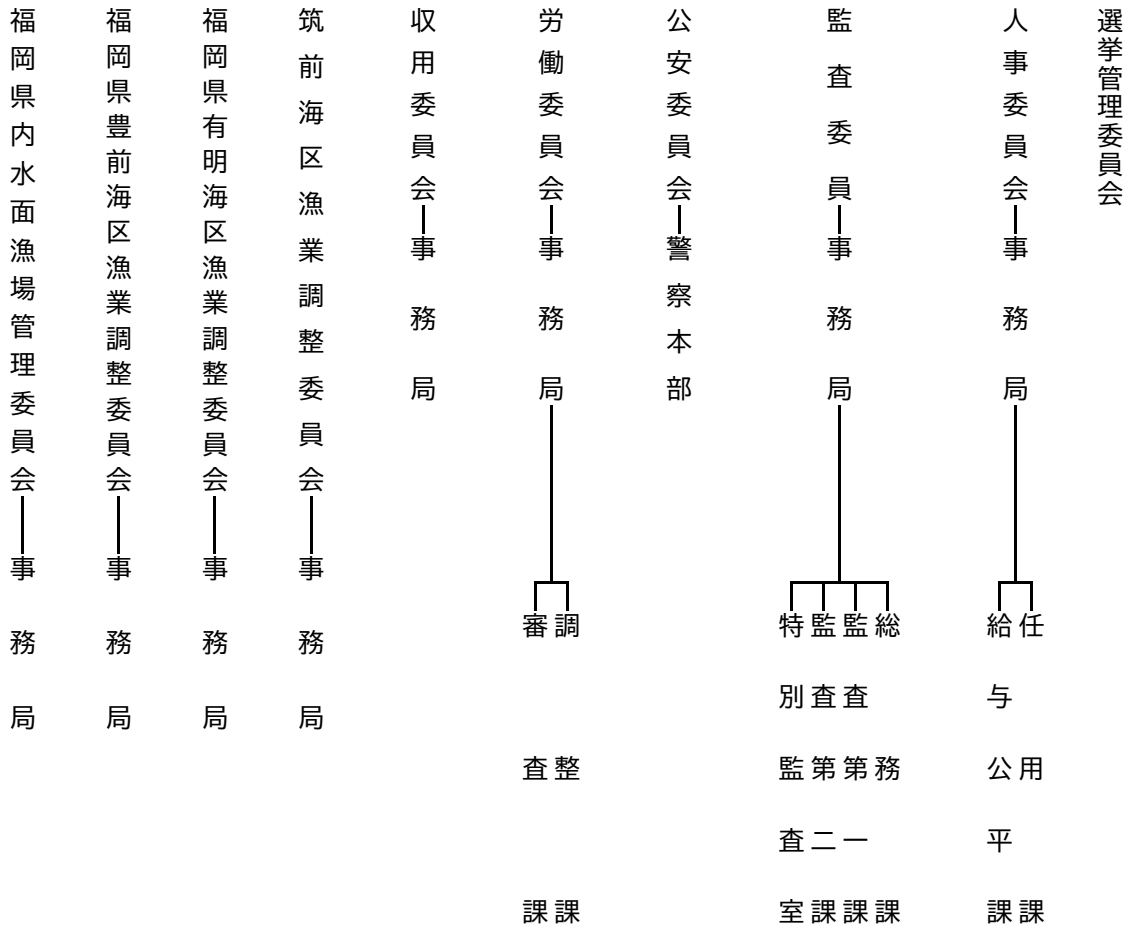 選挙管理委員会
人事委員会
事務局
任用課
給与公平課
監査委員
事務局
総務課
監査第一課
監査第二課
特別監査室
公安委員会
警察本部
労働委員会
事務局
調整課
審査課
収用委員会
事務局
筑前海区漁業調整委員会
事務局
福岡県有明海区漁業調整委員会
事務局
福岡県豊前海区漁業調整委員会
事務局
福岡県内水面漁場管理委員会
事務局